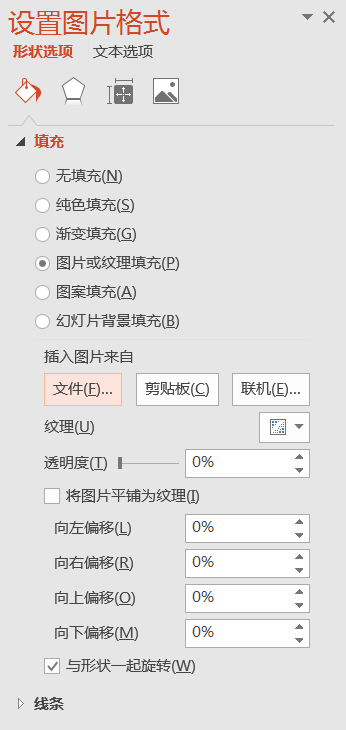 设置图片格式
形状选项 文本选项
填充
无填充(N)
纯色填充(S)
渐变填充(G)
图片或纹理填充(P)
图案填充(A)
幻灯片背景填充(B)
插入图片来自
文件(F)... 剪贴板(C) 联机(E)...
纹理(U)
透明度(T) 0%
将图片平铺为纹理(I)
向左偏移(L) 0%
向右偏移(R) 0%
向上偏移(O) 0%
向下偏移(M) 0%
与形状一起旋转(W)
线条